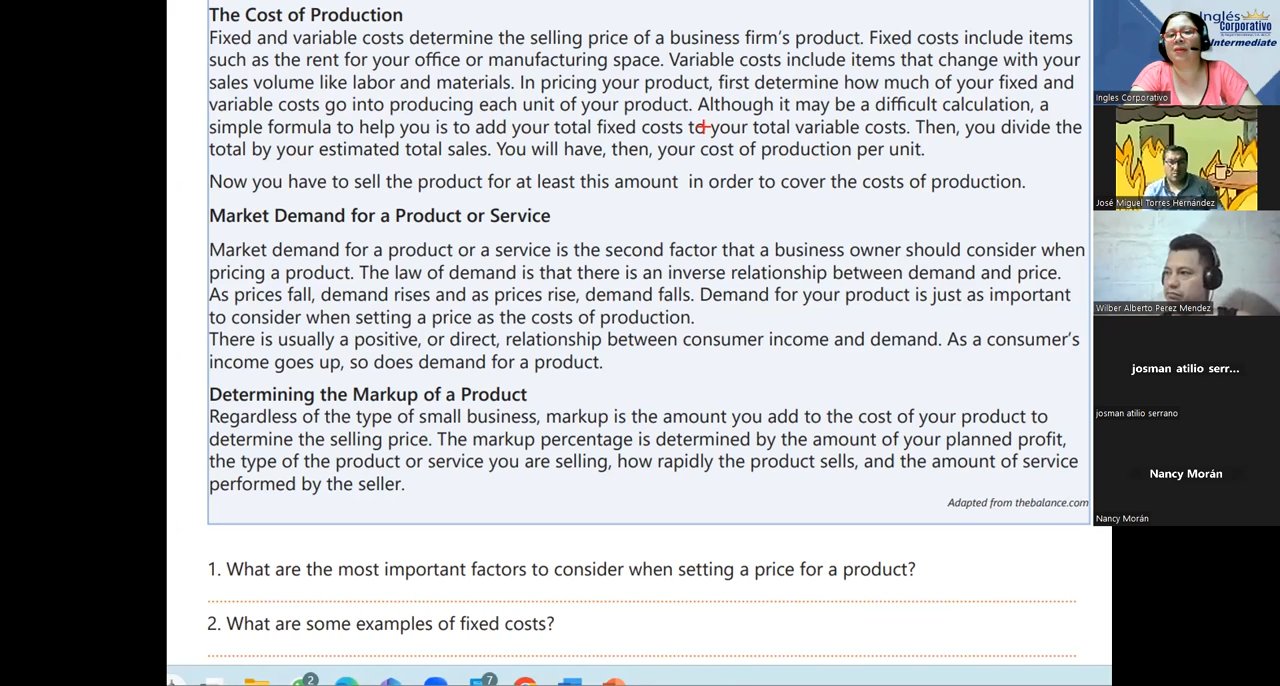 The Cost of Production
Fixed and variable costs determine the selling price of a business firm's product. Fixed costs include items
such as the rent for your office or manufacturing space. Variable costs include items that change with your
sales volume like labor and materials. In pricing your product, first determine how much of your fixed and
variable costs go into producing each unit of your product. Although it may be a difficult calculation, a
simple formula to help you is to add your total fixed costs to your total variable costs. Then, you divide the
total by your estimated total sales. You will have, then, your cost of production per unit.
Now you have to sell the product for at least this amount in order to cover the costs of production.
Market Demand for a Product or Service
Market demand for a product or a service is the second factor that a business owner should consider when
pricing a product. The law of demand is that there is an inverse relationship between demand and price.
As prices fall, demand rises and as prices rise, demand falls. Demand for your product is just as important
to consider when setting a price as the costs of production.
There is usually a positive, or direct, relationship between consumer income and demand. As a consumer's
income goes up, so does demand for a product.
Determining the Markup of a Product
Regardless of the type of small business, markup is the amount you add to the cost of your product to
determine the selling price. The markup percentage is determined by the amount of your planned profit,
the type of the product or service you are selling, how rapidly the product sells, and the amount of service
performed by the seller.
Adapted from thebalance.com
1. What are the most important factors to consider when setting a price for a product?
2. What are some examples of fixed costs?
2
7
Inglés
Corporativo
Intermediate
Ingles Corporativo
José Miguel Torres Hernández
Wilber Alberto Perez Mendez
josman atilio serr...
josman atilio serrano
Nancy Morán
Nancy Morán